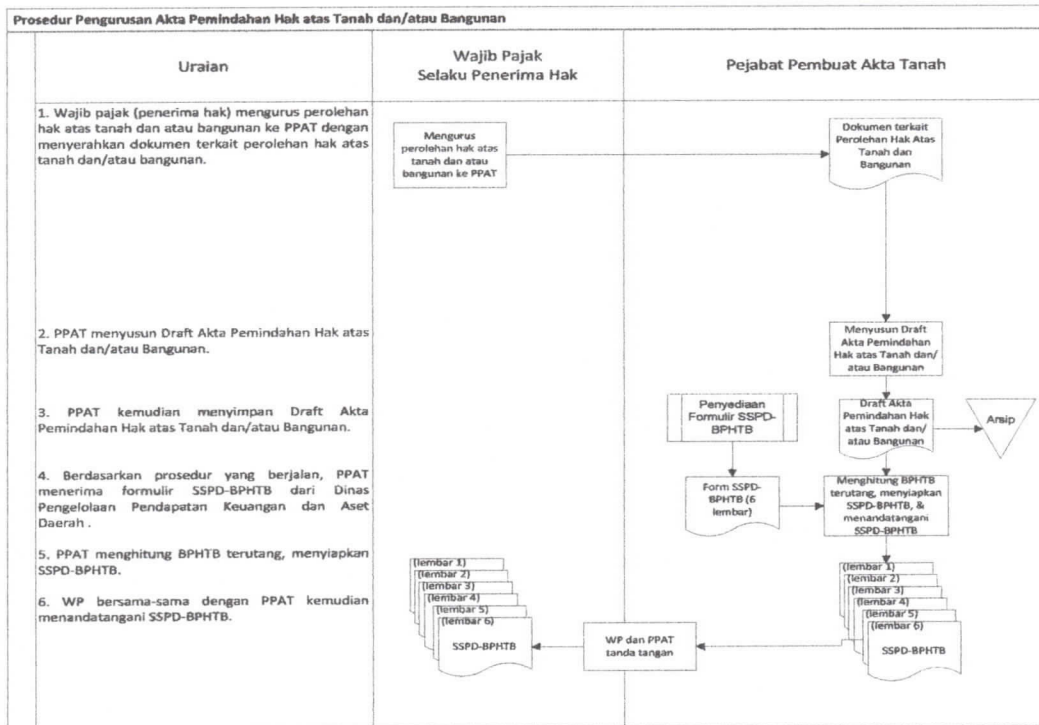 Prosedur Pengurusan Akta Pemindahan Hak atas Tanah dan/atau Bangunan
Uraian
Wajib Pajak
Selaku Penerima Hak
Pejabat Pembuat Akta Tanah
1. Wajib pajak (penerima hak) mengurus perolehan
hak atas tanah dan atau bangunan ke PPAT dengan
menyerahkan dokumen terkait perolehan hak atas
tanah dan/atau bangunan.
Mengurus
perolehan hak atas
tanah dan atau
bangunan ke PPAT
Dokumen terkait
Perolehan Hak Atas
Tanah dan
Bangunan
2. PPAT menyusun Draft Akta Pemindahan Hak atas
Tanah dan/atau Bangunan.
Menyusun Draft
Akta Pemindahan
Hak atas Tanah dan/
atau Bangunan
3. PPAT kemudian menyimpan Draft Akta
Pemindahan Hak atas Tanah dan/atau Bangunan.
Penyediaan
Formulir SSPD-
BPHTB
Draft Akta
Pemindahan Hak
atas Tanah dan/
atau Bangunan
Arsip
4. Berdasarkan prosedur yang berjalan, PPAT
menerima formulir SSPD-BPHTB dari Dinas
Pengelolaan Pendapatan Keuangan dan Aset
Daerah .
Form SSPD-
BPHTB (6
lembar)
Menghitung BPHTB
terutang, menyiapkan
SSPD-BPHTB, &
menandatangani
SSPD-BPHTB
5. PPAT menghitung BPHTB terutang, menyiapkan
SSPD-BPHTB.
6. WP bersama-sama dengan PPAT kemudian
menandatangani SSPD-BPHTB.
(lembar 1)
(lembar 2)
(lembar 3)
(lembar 4)
(lembar 5)
(lembar 6)
SSPD-BPHTB
WP dan PPAT
tanda tangan
(lembar 1)
(lembar 2)
(lembar 3)
(lembar 4)
(lembar 5)
(lembar 6)
SSPD-BPHTB